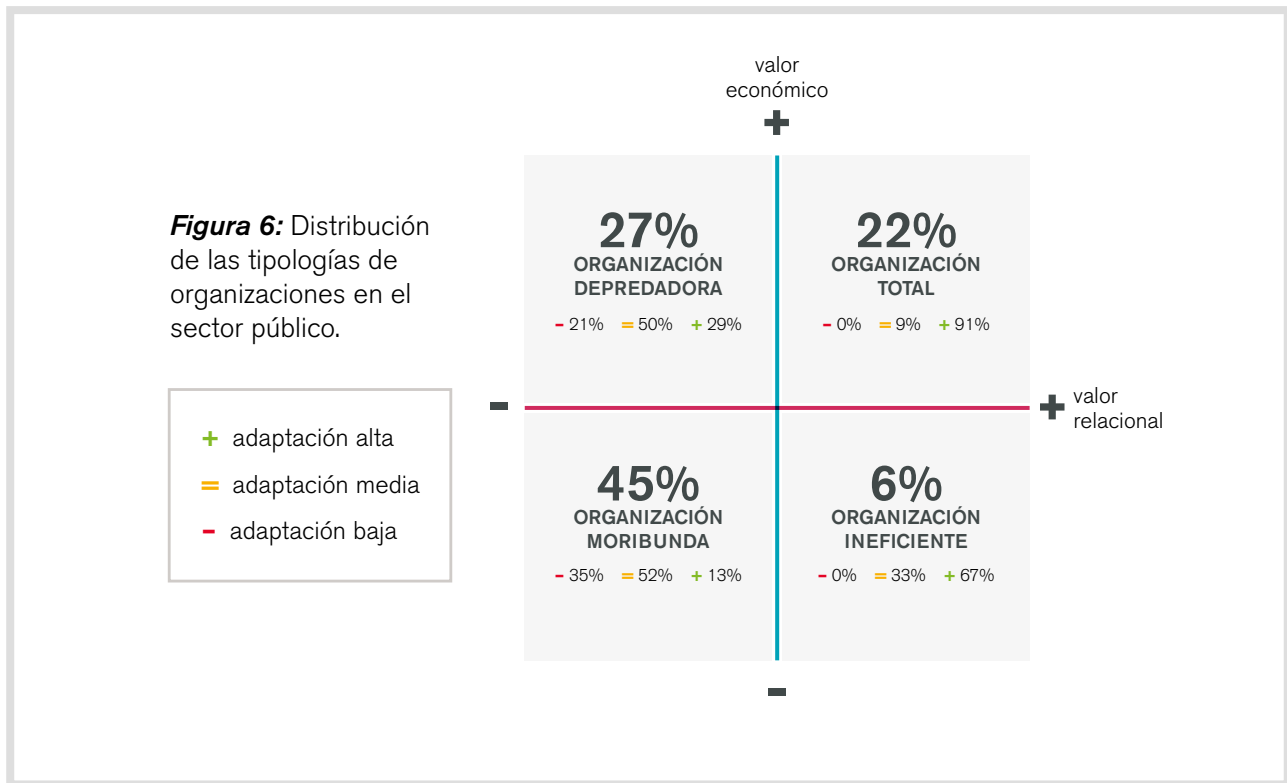 valor
económico
+
Figura 6: Distribución
de las tipologías de
organizaciones en el
sector público.
+ adaptación alta
= adaptación media
- adaptación baja
27%
ORGANIZACIÓN
DEPREDADORA
- 21% = 50% + 29%
22%
ORGANIZACIÓN
TOTAL
- 0% = 9% + 91%
-
+ valor
relacional
45%
ORGANIZACIÓN
MORIBUNDA
- 35% = 52% + 13%
6%
ORGANIZACIÓN
INEFICIENTE
- 0% = 33% + 67%
-